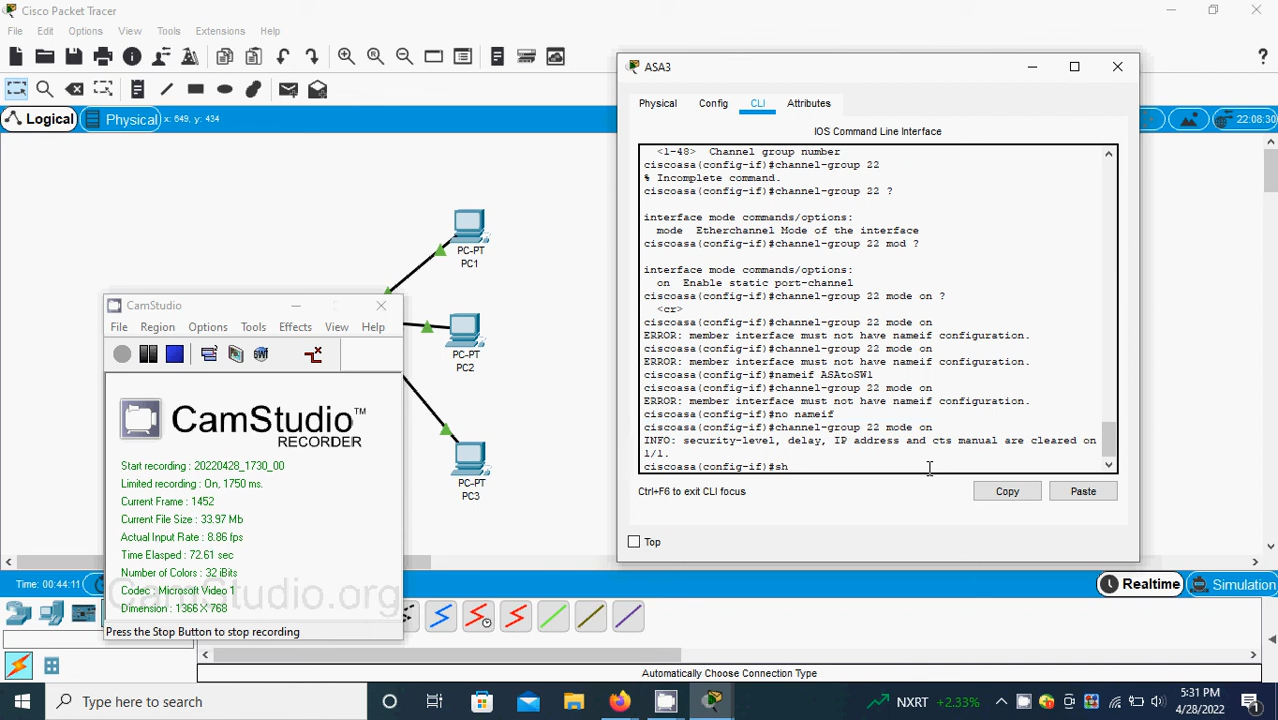 Cisco Packet Tracer
File Edit Options View Tools Extensions Help
Logical Physical x: 649, y: 434
22:08:30
PC-PT
PC1
PC-PT
PC2
PC-PT
PC3
CamStudio
File Region Options Tools Effects View Help
CamStudio™
RECORDER
Start recording : 20220428_1730_00
Limited recording : On, 1750 ms.
Current Frame : 1452
Current File Size : 33.97 Mb
Actual Input Rate : 8.86 fps
Time Elasped : 72.61 sec
Number of Colors : 32 iBits
Codec : Microsoft Video 1
Dimension : 1366 X 768
CamStudio.org
Press the Stop Button to stop recording
ASA3
Physical Config CLI Attributes
IOS Command Line Interface
<1-48> Channel group number
ciscoasa(config-if)#channel-group 22
% Incomplete command.
ciscoasa(config-if)#channel-group 22 ?
interface mode commands/options:
mode Etherchannel Mode of the interface
ciscoasa(config-if)#channel-group 22 mod ?
interface mode commands/options:
on Enable static port-channel
ciscoasa(config-if)#channel-group 22 mode on ?
<cr>
ciscoasa(config-if)#channel-group 22 mode on
ERROR: member interface must not have nameif configuration.
ciscoasa(config-if)#channel-group 22 mode on
ERROR: member interface must not have nameif configuration.
ciscoasa(config-if)#nameif ASAtoSW1
ciscoasa(config-if)#channel-group 22 mode on
ERROR: member interface must not have nameif configuration.
ciscoasa(config-if)#no nameif
ciscoasa(config-if)#channel-group 22 mode on
INFO: security-level, delay, IP address and cts manual are cleared on
1/1.
ciscoasa(config-if)#sh
Ctrl+F6 to exit CLI focus
Copy Paste
Top
Time: 00:44:11
Realtime Simulation
Automatically Choose Connection Type
Type here to search
NXRT +2.33%
5:31 PM
4/28/2022